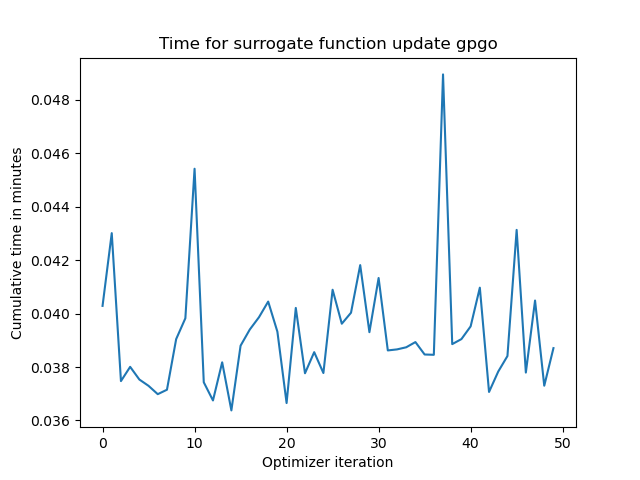 Time for surrogate function update gpgo
Cumulative time in minutes
0.048
0.046
0.044
0.042
0.040
0.038
0.036
0 10 20 30 40 50
Optimizer iteration